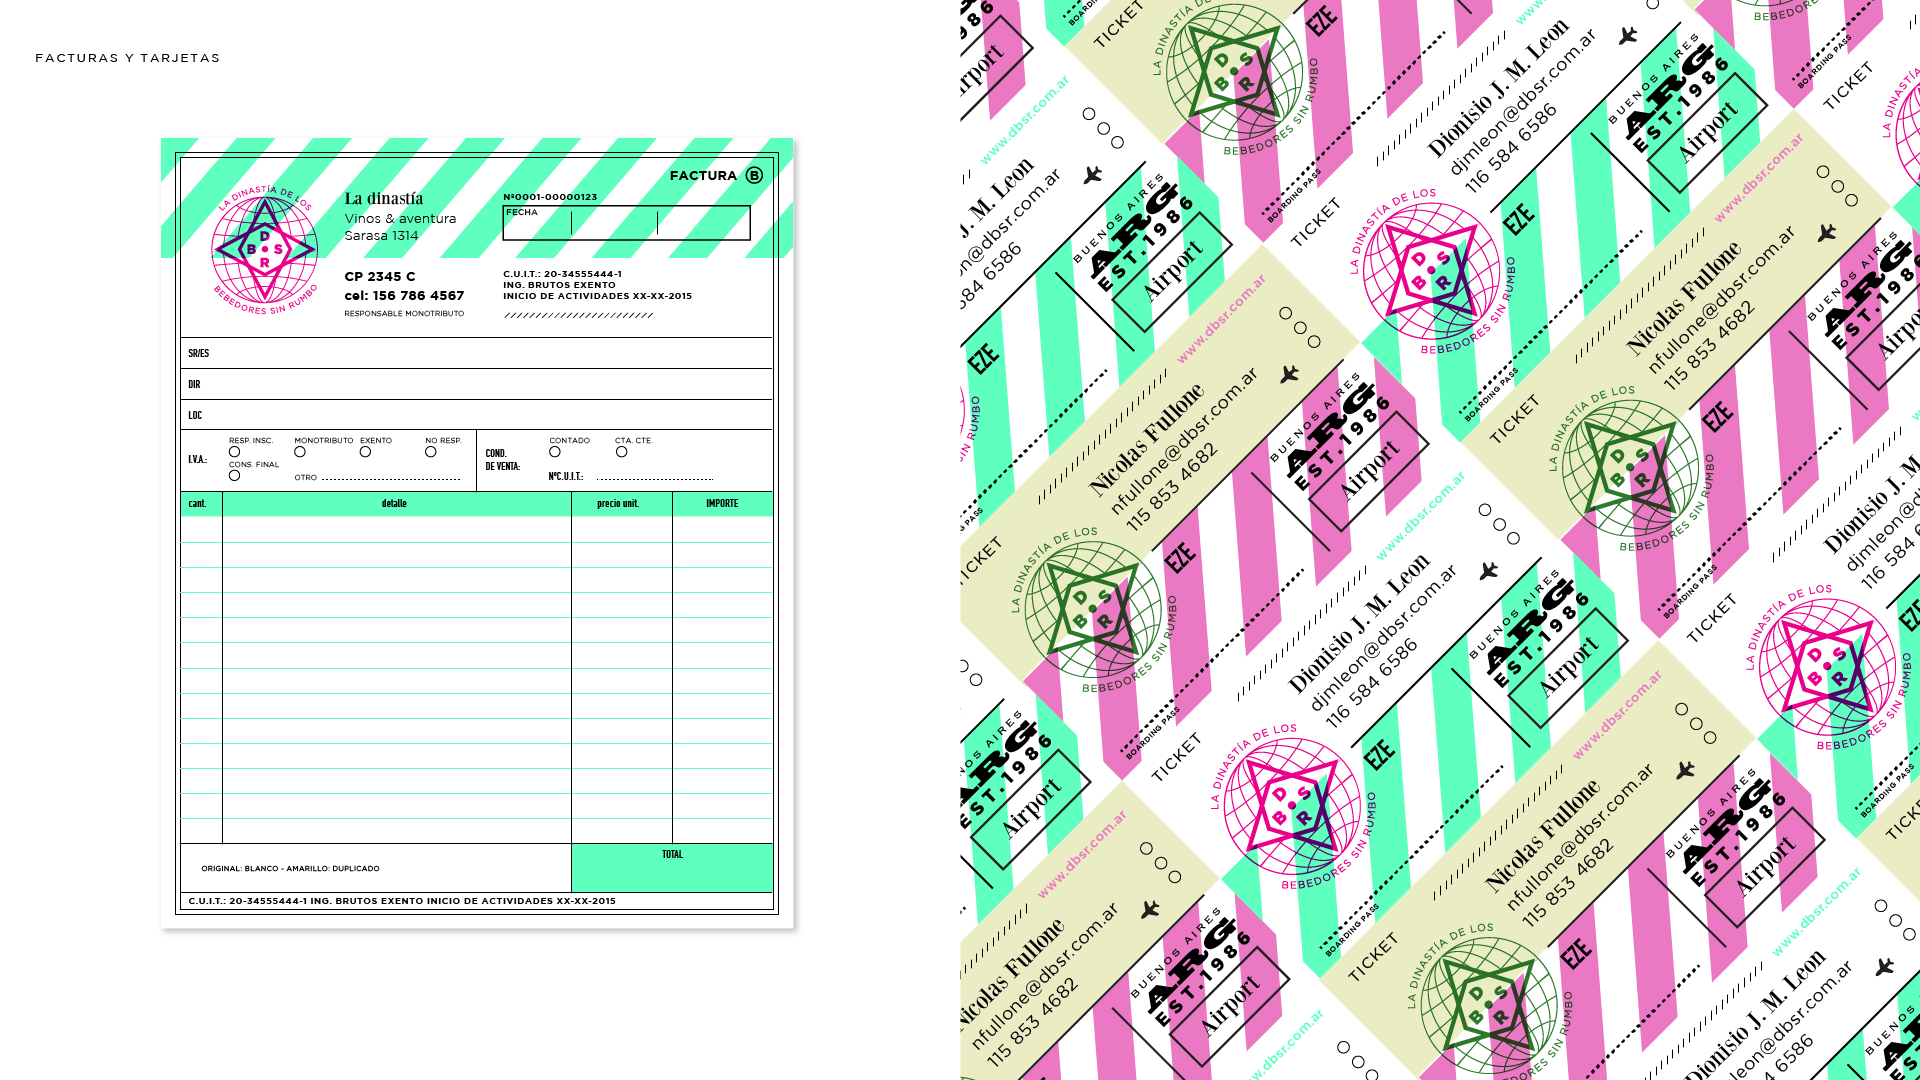 FACTURAS Y TARJETAS
FACTURA B
LA DINASTÍA DE LOS
D
B S
R
BEBEDORES SIN RUMBO
La dinastía
Vinos & aventura
Sarasa 1314
CP 2345 C
cel: 156 786 4567
RESPONSABLE MONOTRIBUTO
Nº0001-00000123
FECHA
C.U.I.T.: 20-34555444-1
ING. BRUTOS EXENTO
INICIO DE ACTIVIDADES XX-XX-2015
SR/ES
DIR
LOC
I.V.A.:
RESP. INSC. MONOTRIBUTO EXENTO NO RESP.
CONS. FINAL
OTRO
COND.
DE VENTA:
CONTADO CTA. CTE.
NºC.U.I.T.:
cant. detalle precio unit. IMPORTE
TOTAL
ORIGINAL: BLANCO - AMARILLO: DUPLICADO
C.U.I.T.: 20-34555444-1 ING. BRUTOS EXENTO INICIO DE ACTIVIDADES XX-XX-2015
TICKET
LA DINASTÍA DE LOS
D S
B R
BEBEDORES SIN RUMBO
www.dbsr.com.ar
Nicolas Fullone
nfullone@dbsr.com.ar
115 853 4682
EZE
BOARDING PASS
BUENOS AIRES
ARG
EST.1986
Airport
TICKET
LA DINASTÍA DE LOS
D S
B R
BEBEDORES SIN RUMBO
www.dbsr.com.ar
Dionisio J. M. Leon
djmleon@dbsr.com.ar
116 584 6586
EZE
BOARDING PASS
BUENOS AIRES
ARG
EST.1986
Airport